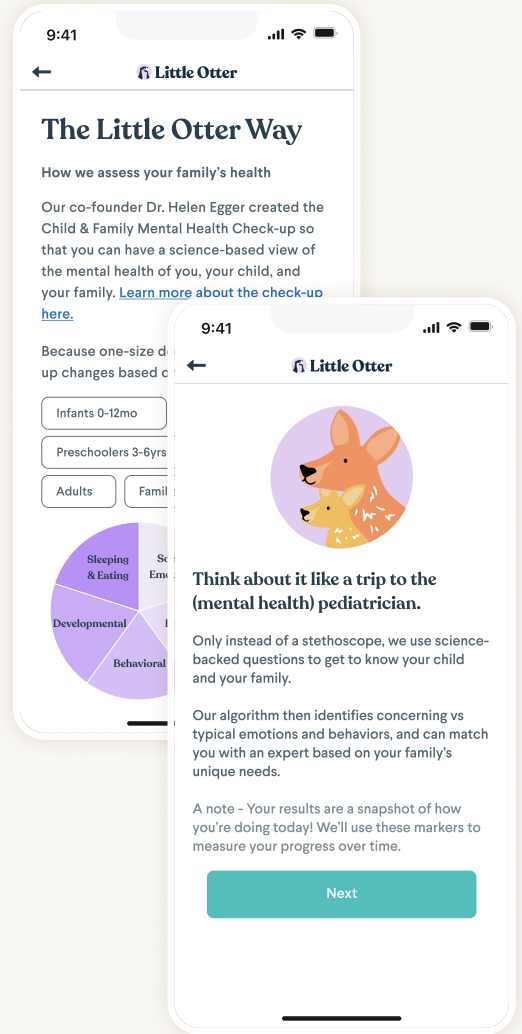 9:41
Little Otter
The Little Otter Way
How we assess your family's health
Our co-founder Dr. Helen Egger created the
Child & Family Mental Health Check-up so
that you can have a science-based view of
the mental health of you, your child, and
your family. Learn more about the check-up
here.
Because one-size
up changes based
Infants 0-12mo
Preschoolers 3-6yrs
Adults
Sleeping
& Eating
Developmental
Behavioral
9:41
Little Otter
Think about it like a trip to the
(mental health) pediatrician.
Only instead of a stethoscope, we use science-
backed questions to get to know your child
and your family.
Our algorithm then identifies concerning vs
typical emotions and behaviors, and can match
you with an expert based on your family's
unique needs.
A note - Your results are a snapshot of how
you're doing today! We'll use these markers to
measure your progress over time.
Next